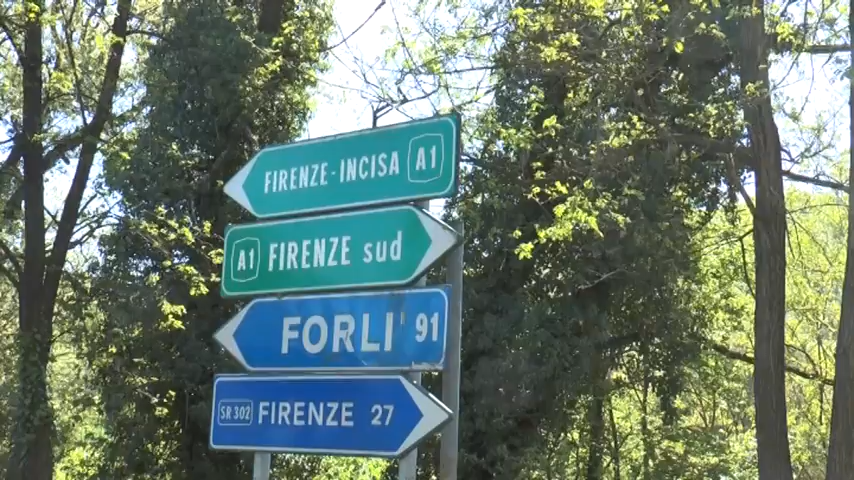 FIRENZE-INCISA A1
A1 FIRENZE sud
FORLI' 91
SR 302 FIRENZE 27